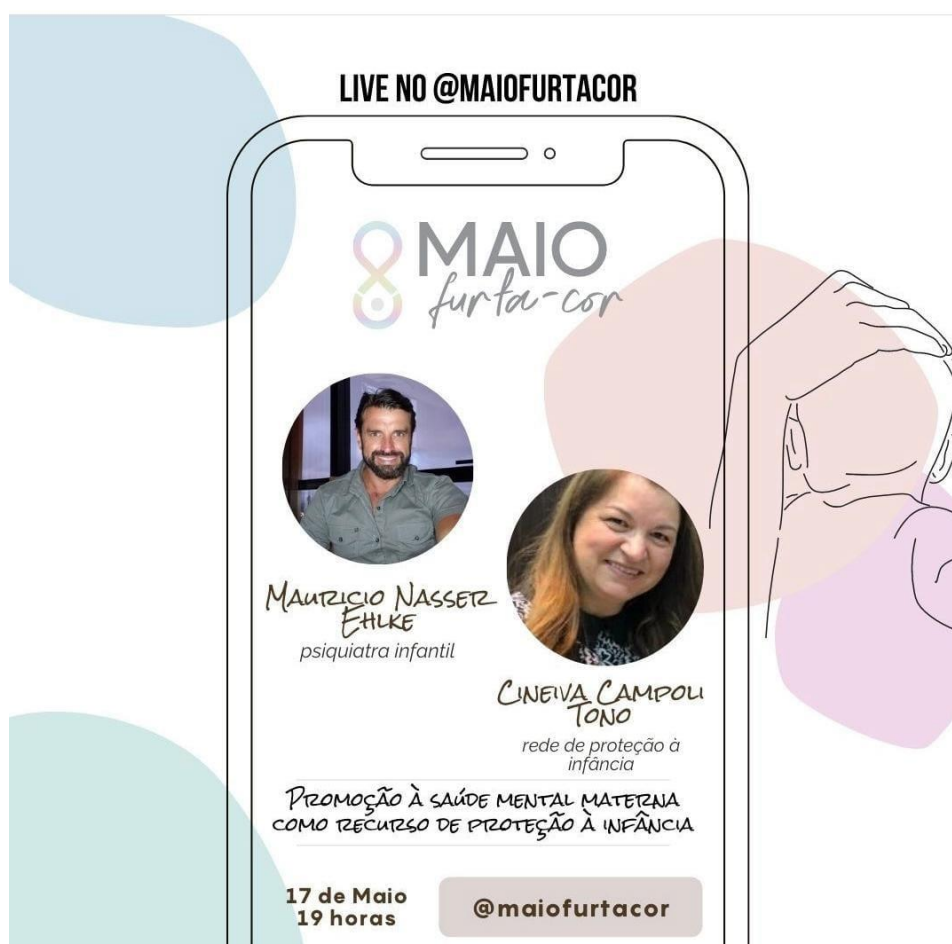 LIVE NO @MAIOFURTACOR
MAIO
furta-cor
MAURICIO NASSER
EHLKE
psiquiatra infantil
CINEIVA CAMPOLI
TONO
rede de proteção à
infância
PROMOÇÃO À SAÚDE MENTAL MATERNA
COMO RECURSO DE PROTEÇÃO À INFÂNCIA
17 de Maio
19 horas
@maiofurtacor